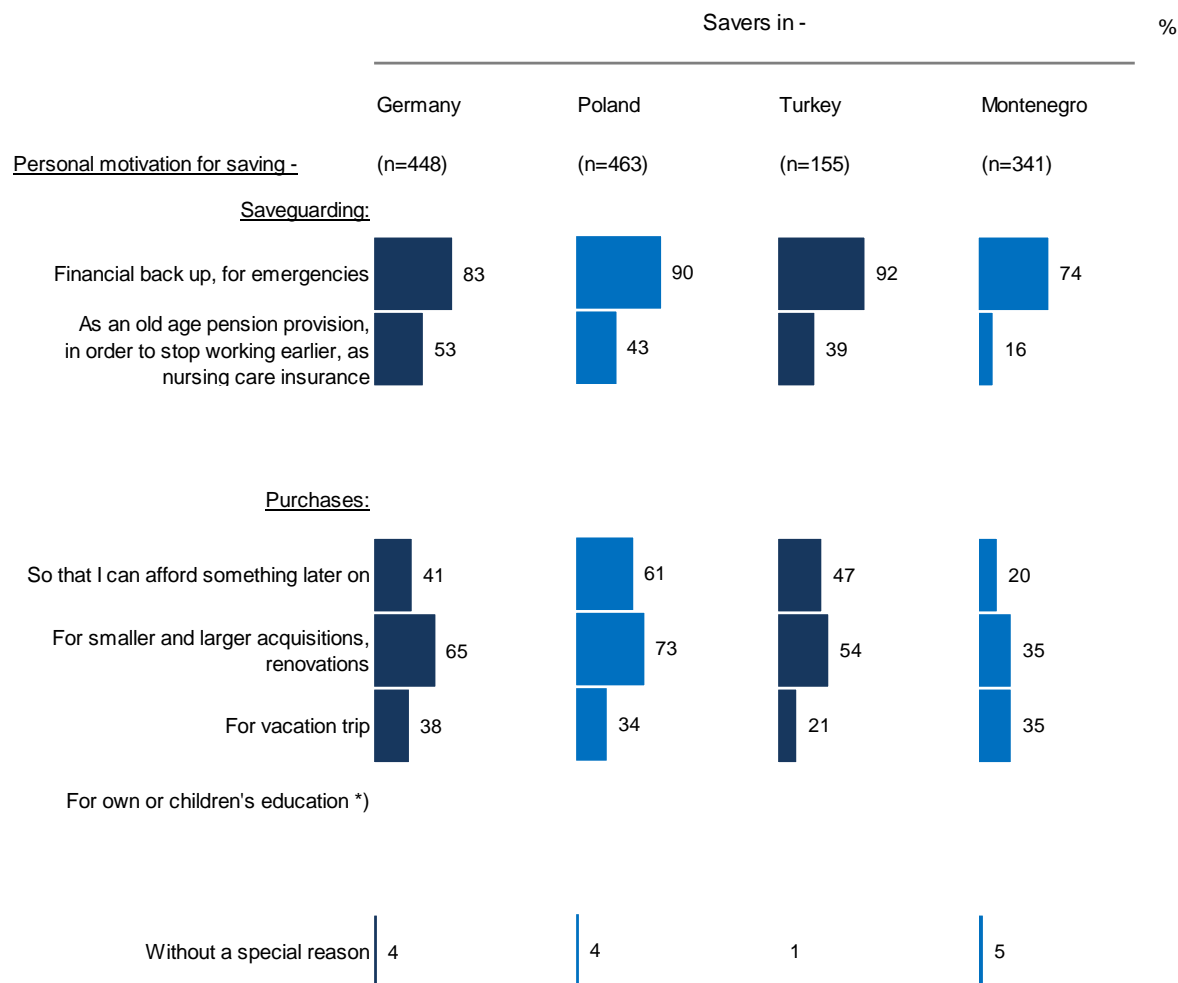 Savers in -
%
Germany Poland Turkey Montenegro
Personal motivation for saving - (n=448) (n=463) (n=155) (n=341)
Saveguarding:
Financial back up, for emergencies 83 90 92 74
As an old age pension provision,
in order to stop working earlier, as 53 43 39 16
nursing care insurance
Purchases:
So that I can afford something later on 41 61 47 20
For smaller and larger acquisitions,
renovations 65 73 54 35
For vacation trip 38 34 21 35
For own or children's education *)
Without a special reason 4 4 1 5